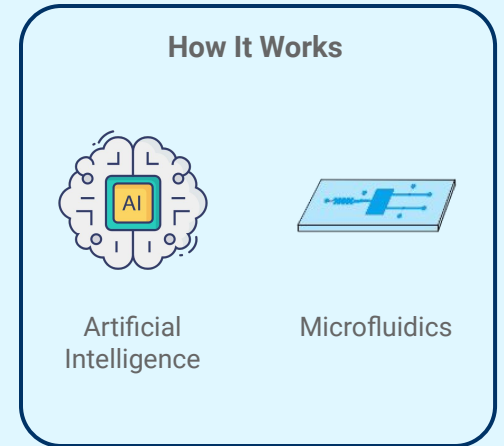 How It Works
AI
Artificial
Intelligence
Microfluidics